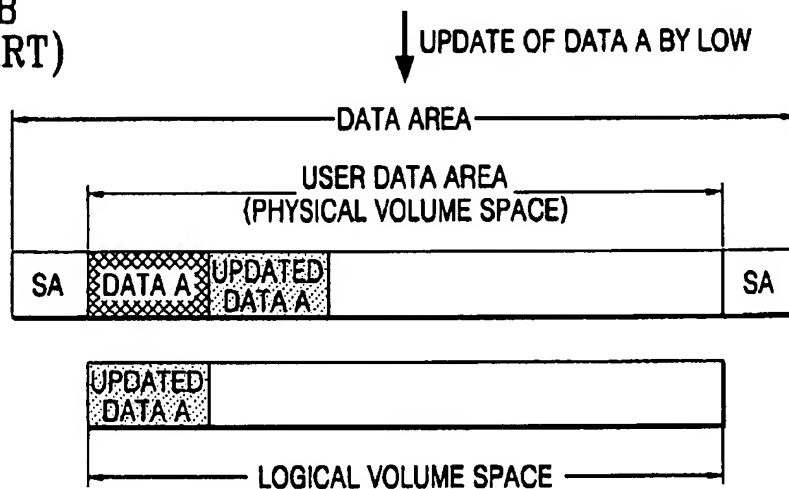 B
RT)
UPDATE OF DATA A BY LOW
DATA AREA
USER DATA AREA
(PHYSICAL VOLUME SPACE)
SA
DATA A
UPDATED
DATA A
SA
UPDATED
DATA A
LOGICAL VOLUME SPACE